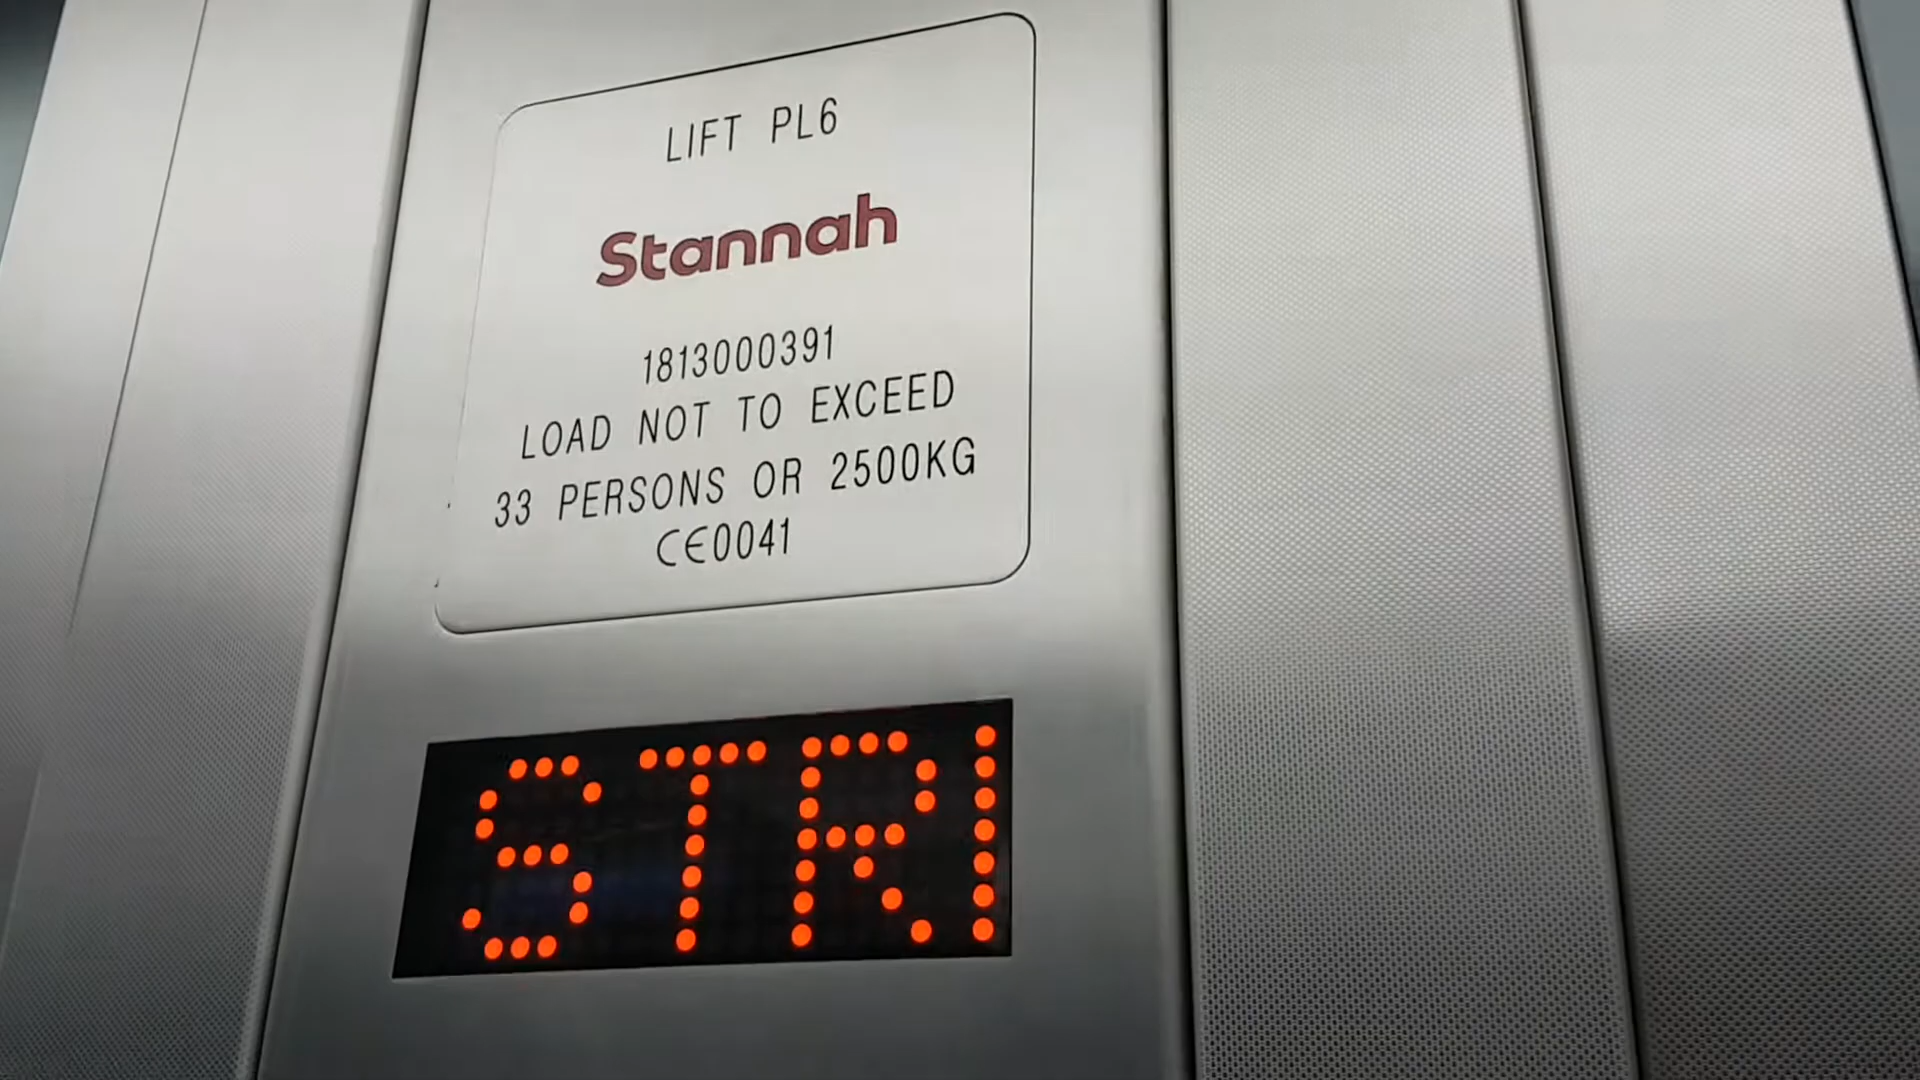 LIFT PL6
Stannah
1813000391
LOAD NOT TO EXCEED
33 PERSONS OR 2500KG
CE0041
STRI